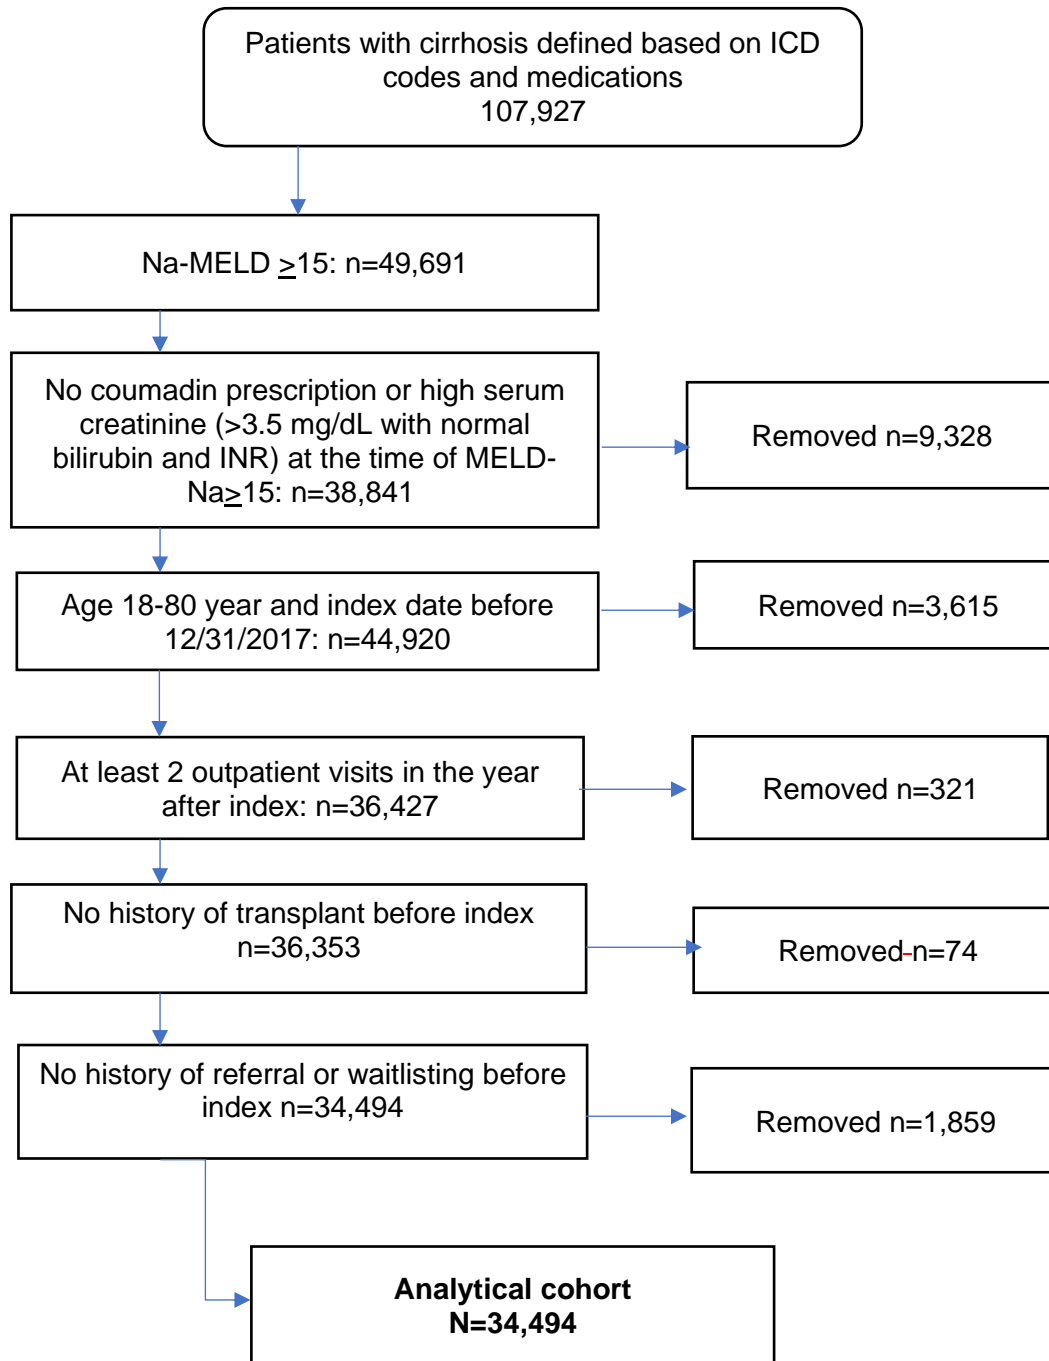 Patients with cirrhosis defined based on ICD
codes and medications
107,927
Na-MELD ≥15: n=49,691
No coumadin prescription or high serum
creatinine (>3.5 mg/dL with normal
bilirubin and INR) at the time of MELD-
Na≥15: n=38,841
Removed n=9,328
Age 18-80 year and index date before
12/31/2017: n=44,920
Removed n=3,615
At least 2 outpatient visits in the year
after index: n=36,427
Removed n=321
No history of transplant before index
n=36,353
Removed-n=74
No history of referral or waitlisting before
index n=34,494
Removed n=1,859
Analytical cohort
N=34,494